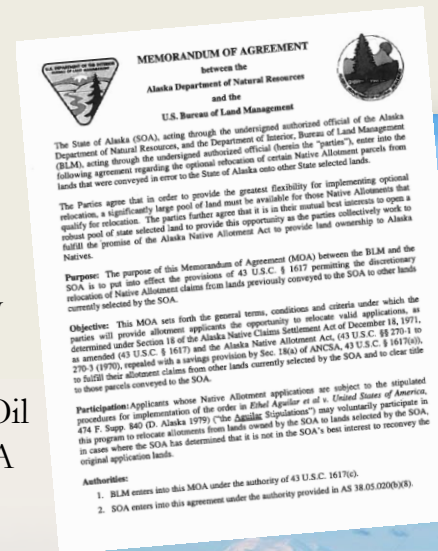 U.S. DEPARTMENT OF THE INTERIOR
BUREAU OF LAND MANAGEMENT
MEMORANDUM OF AGREEMENT
between the
Alaska Department of Natural Resources
and the
U.S. Bureau of Land Management
The State of Alaska (SOA), acting through the undersigned authorized official of the Alaska
Department of Natural Resources, and the Department of Interior, Bureau of Land Management
(BLM), acting through the undersigned authorized official (herein the "parties"), enter into the
following agreement regarding the optional relocation of certain Native Allotment parcels from
lands that were conveyed in error to the State of Alaska onto other State selected lands.
The Parties agree that in order to provide the greatest flexibility for implementing optional
relocation, a significantly large pool of land must be available for those Native Allotments that
qualify for relocation. The parties further agree that it is in their mutual best interests to open a
robust pool of state selected land to provide this opportunity as the parties collectively work to
fulfill the promise of the Alaska Native Allotment Act to provide land ownership to Alaska
Natives.
Purpose: The purpose of this Memorandum of Agreement (MOA) between the BLM and the
SOA is to put into effect the provisions of 43 U.S.C. § 1617 permitting the discretionary
relocation of Native Allotment claims from lands previously conveyed to the SOA to other lands
currently selected by the SOA.
Objective: This MOA sets forth the general terms, conditions and criteria under which the
parties will provide allotment applicants the opportunity to relocate valid applications, as
determined under Section 18 of the Alaska Native Claims Settlement Act of December 18, 1971,
as amended (43 U.S.C. § 1617) and the Alaska Native Allotment Act, (43 U.S.C. §§ 270-1 to
270-3 (1970), repealed with a savings provision by Sec. 18(a) of ANCSA, 43 U.S.C. § 1617(a)),
to fulfill their allotment claims from other lands currently selected by the SOA and to clear title
to those parcels conveyed to the SOA.
Participation: Applicants whose Native Allotment applications are subject to the stipulated
procedures for implementation of the order in Ethel Aguilar et al v. United States of America,
474 F. Supp. 840 (D. Alaska 1979) ("the Aguilar Stipulations") may voluntarily participate in
this program to relocate allotments from lands owned by the SOA to lands selected by the SOA,
in cases where the SOA has determined that it is not in the SOA's best interest to reconvey the
original application lands.
Authorities:
1. BLM enters into this MOA under the authority of 43 U.S.C. 1617(c).
2. SOA enters into this agreement under the authority provided in AS 38.05.020(b)(8).
y
Oil
A